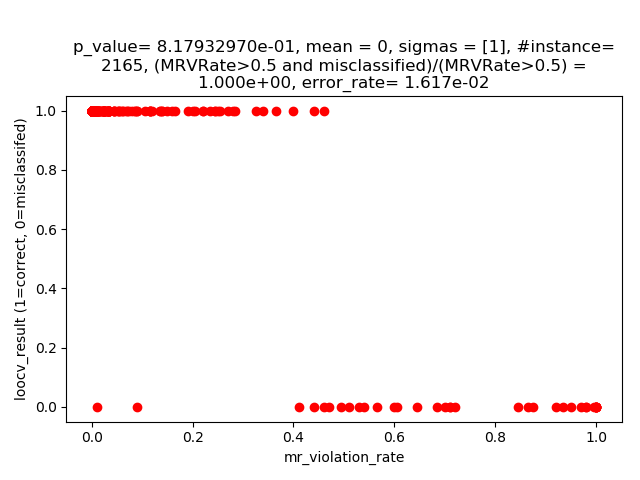 p_value= 8.17932970e-01, mean = 0, sigmas = [1], #instance=
2165, (MRVRate>0.5 and misclassified)/(MRVRate>0.5) =
1.000e+00, error_rate= 1.617e-02
1.0
0.8
0.6
0.4
0.2
0.0
loocv_result (1=correct, 0=misclassifed)
0.0 0.2 0.4 0.6 0.8 1.0
mr_violation_rate